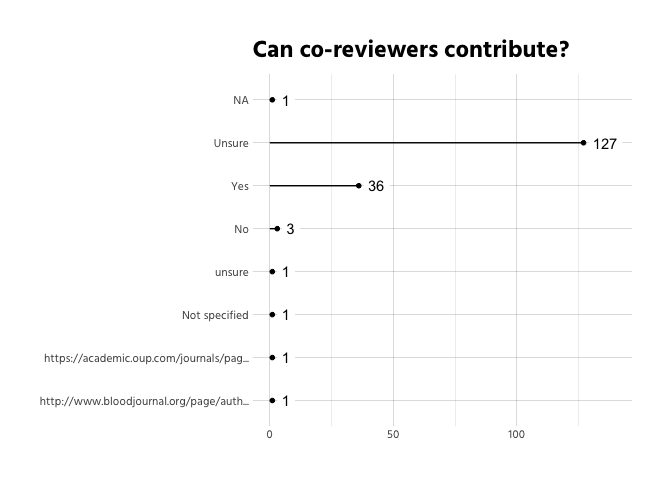 Can co-reviewers contribute?
NA 1
Unsure 127
Yes 36
No 3
unsure 1
Not specified 1
https://academic.oup.com/journals/pag... 1
http://www.bloodjournal.org/page/auth... 1
0 50 100